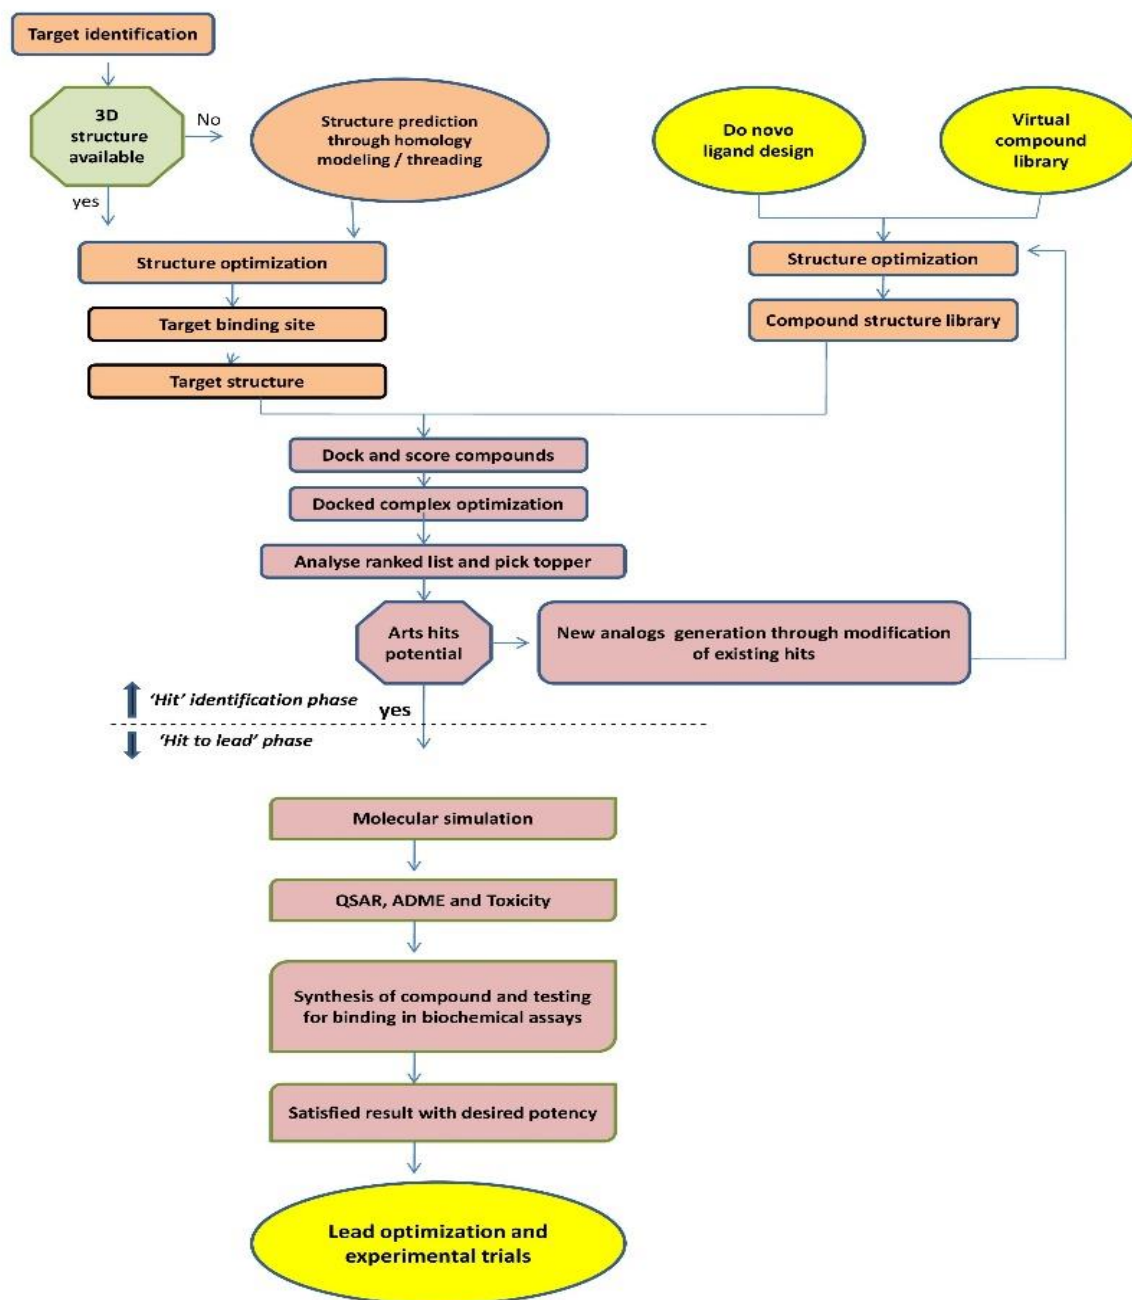 Target identification
3D
structure
available
No
yes
Structure prediction
through homology
modeling / threading
Do novo
ligand design
Virtual
compound
library
Structure optimization
Target binding site
Target structure
Structure optimization
Compound structure library
Dock and score compounds
Docked complex optimization
Analyse ranked list and pick topper
Arts hits
potential
New analogs generation through modification
of existing hits
‘Hit’ identification phase
yes
‘Hit to lead’ phase
Molecular simulation
QSAR, ADME and Toxicity
Synthesis of compound and testing
for binding in biochemical assays
Satisfied result with desired potency
Lead optimization and
experimental trials